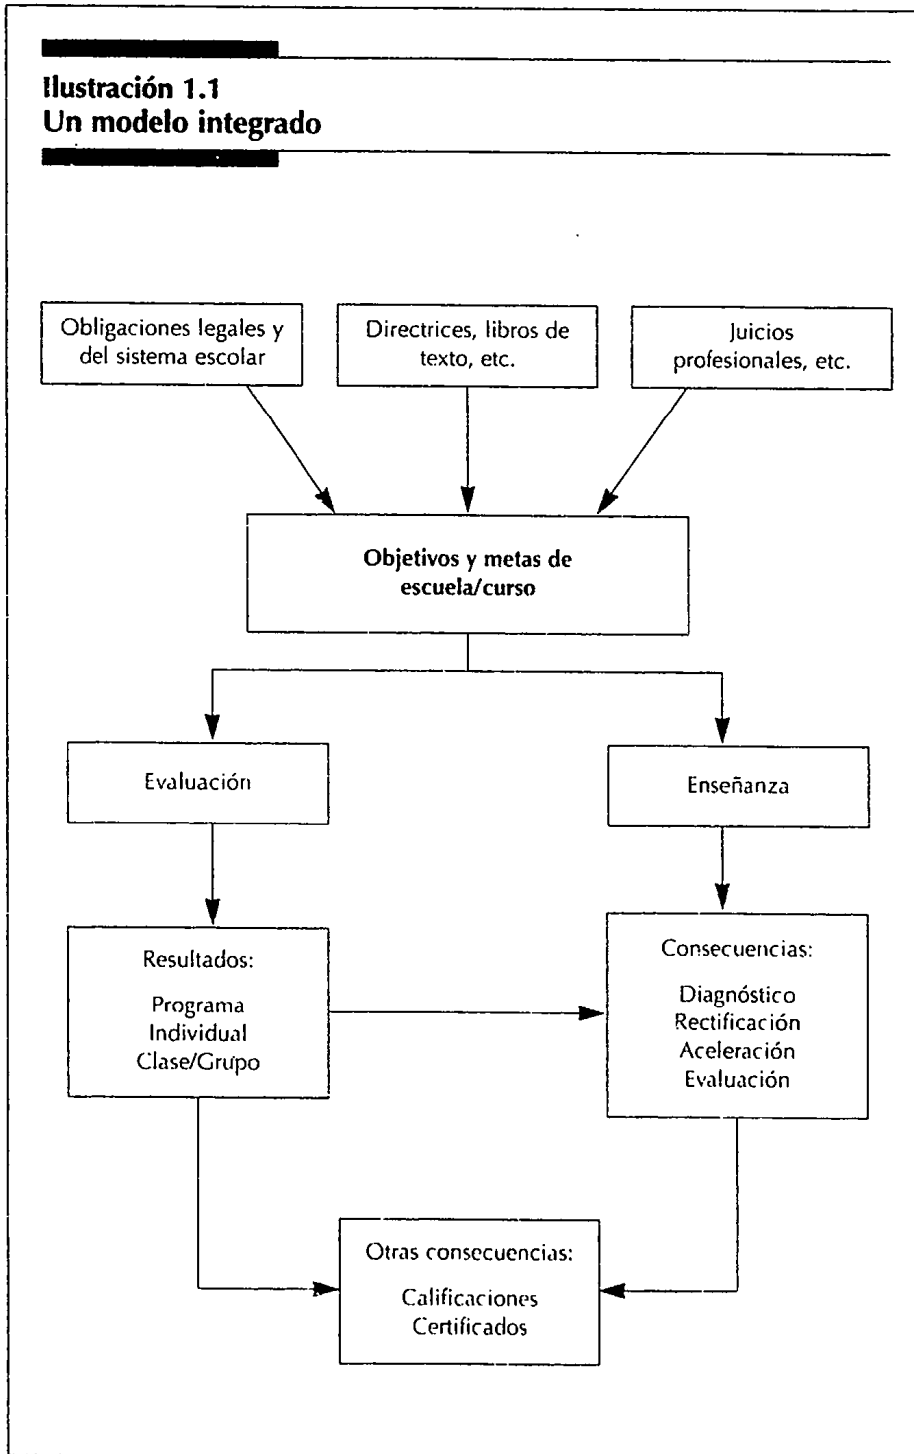 Ilustración 1.1
Un modelo integrado
Obligaciones legales y
del sistema escolar
Directrices, libros de
texto, etc.
Juicios
profesionales, etc.
Objetivos y metas de
escuela/curso
Evaluación
Enseñanza
Resultados:
Programa
Individual
Clase/Grupo
Consecuencias:
Diagnóstico
Rectificación
Aceleración
Evaluación
Otras consecuencias:
Calificaciones
Certificados